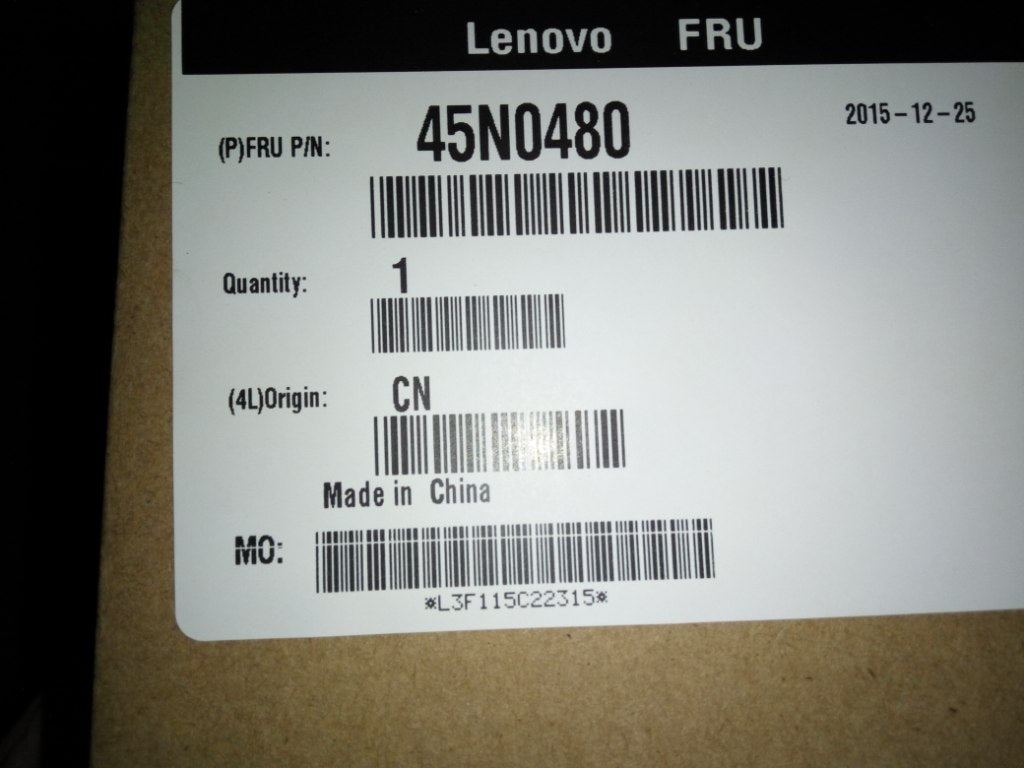 Lenovo FRU
(P)FRU P/N: 45N0480 2015-12-25
Quantity: 1
(4L)Origin: CN
Made in China
MO:
*L3F115C22315*